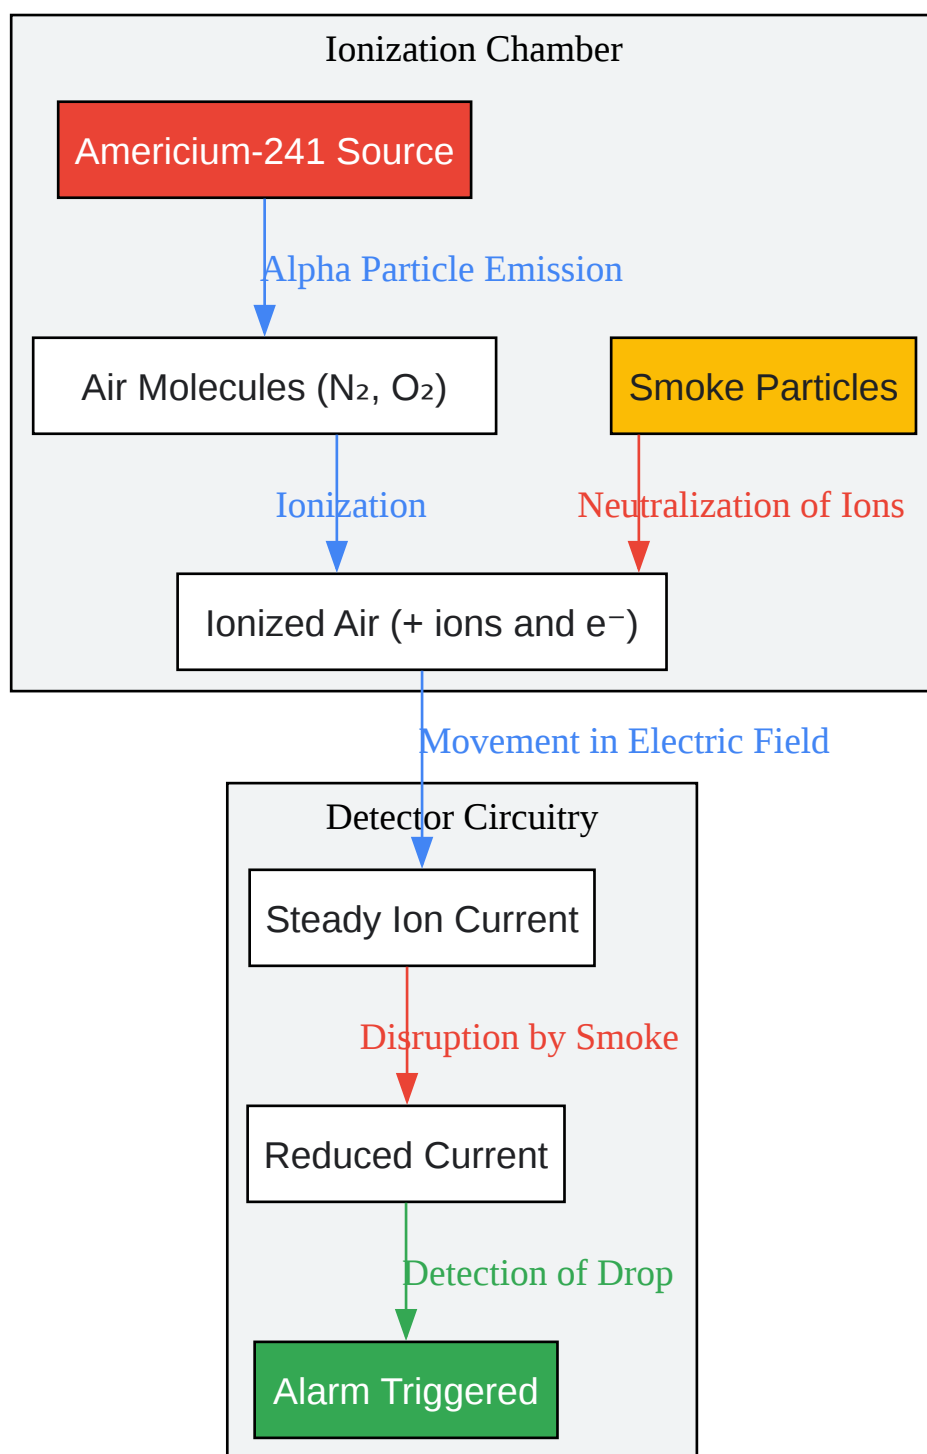 Ionization Chamber
Americium-241 Source
Alpha Particle Emission
Air Molecules (N₂, O₂)
Smoke Particles
Ionization
Neutralization of Ions
Ionized Air (+ ions and e⁻)
Movement in Electric Field
Detector Circuitry
Steady Ion Current
Disruption by Smoke
Reduced Current
Detection of Drop
Alarm Triggered